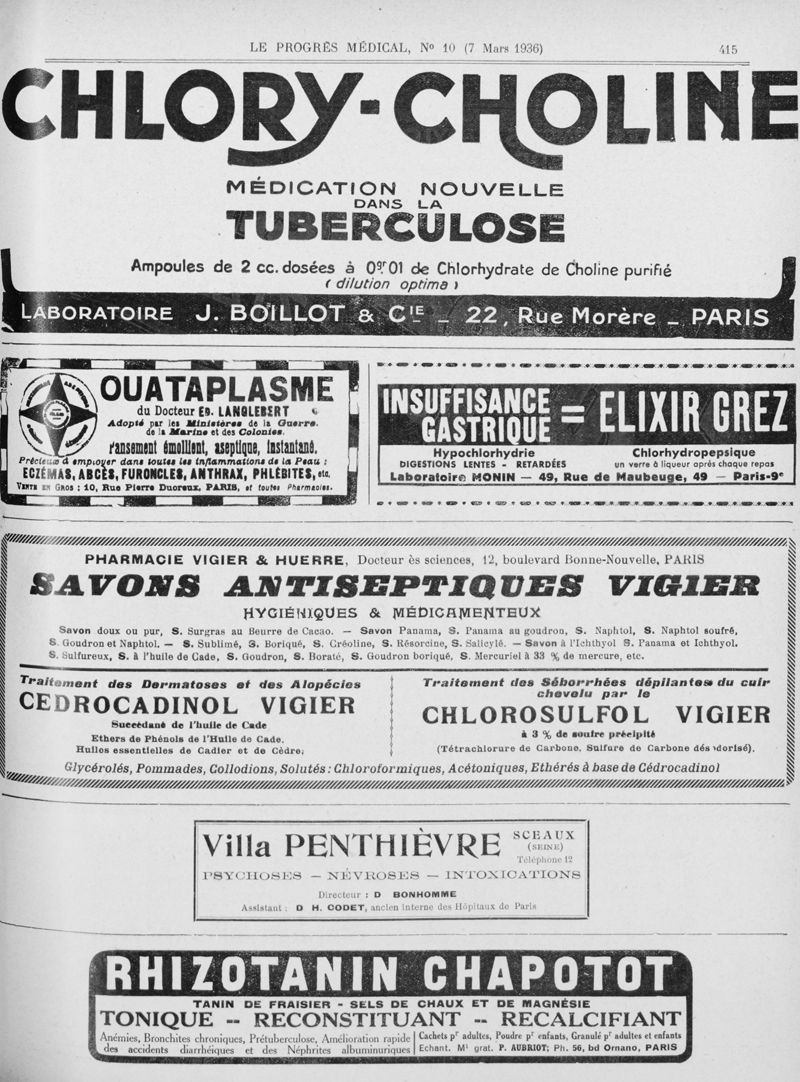 LE PROGRÈS MÉDICAL, Nº 10 (7 Mars 1936)
415
CHLORY-CHOLINE
MÉDICATION NOUVELLE
DANS LA
TUBERCULOSE
Ampoules de 2 cc. dosées à 0gr.01 de Chlorhydrate de Choline purifié
( dilution optima )
LABORATOIRE J. BOILLOT & CIE - 22, Rue Morère - PARIS
OUATAPLASME
du Docteur ED. LANGLEBERT
Adopté par les Ministères de la Guerre,
de la Marine et des Colonies.
Pansement émollient, aseptique, instantané.
Précieux à employer dans toutes les inflammations de la Peau :
ECZÉMAS, ABCÈS, FURONCLES, ANTHRAX, PHLÉBITES, etc.
VENTE EN GROS : 10, Rue Pierre Ducreux, PARIS, et toutes Pharmacies.
INSUFFISANCE
GASTRIQUE = ELIXIR GREZ
Hypochlorhydrie
DIGESTIONS LENTES - RETARDÉES
Chlorhydropepsique
un verre à liqueur après chaque repas
Laboratoire MONIN — 49, Rue de Maubeuge, 49 — Paris-9e
PHARMACIE VIGIER & HUERRE, Docteur ès sciences, 12, boulevard Bonne-Nouvelle, PARIS
SAVONS ANTISEPTIQUES VIGIER
HYGIÉNIQUES & MÉDICAMENTEUX
Savon doux ou pur, S. Surgras au Beurre de Cacao. — Savon Panama, S. Panama au goudron, S. Naphtol, S. Naphtol soufré,
S. Goudron et Naphtol. — S. Sublimé, S. Boriqué, S. Créoline, S. Résorcine, S. Salicylé. — Savon à l'Ichthyol S. Panama et Ichthyol,
S. Sulfureux, S. à l'huile de Cade, S. Goudron, S. Boraté, S. Goudron boriqué, S. Mercuriel à 33 % de mercure, etc.
Traitement des Dermatoses et des Alopécies
CEDROCADINOL VIGIER
Succédané de l'huile de Cade
Ethers de Phénols de l'Huile de Cade.
Huiles essentielles de Cadier et de Cèdre,
Traitement des Séborrhées dépilantes du cuir
chevelu par le
CHLOROSULFOL VIGIER
à 3 % de soufre précipité
(Tétrachlorure de Carbone, Sulfure de Carbone désodorisé).
Glycérolés, Pommades, Collodions, Solutés : Chloroformiques, Acétoniques, Ethérés à base de Cédrocadinol
Villa PENTHIÈVRE
SCEAUX
(SEINE)
Téléphone 12
PSYCHOSES — NÉVROSES — INTOXICATIONS
Directeur : D BONHOMME
Assistant : D H. CODET, ancien interne des Hôpitaux de Paris
RHIZOTANIN CHAPOTOT
TANIN DE FRAISIER - SELS DE CHAUX ET DE MAGNÉSIE
TONIQUE -- RECONSTITUANT -- RECALCIFIANT
Anémies, Bronchites chroniques, Prétuberculose, Amélioration rapide
des accidents diarrhéiques et des Néphrites albuminuriques
Cachets pr adultes, Poudre pr enfants, Granulé pr adultes et enfants
Echant. Ml grat. P. AUBRIOT; Ph. 56, bd Ornano, PARIS